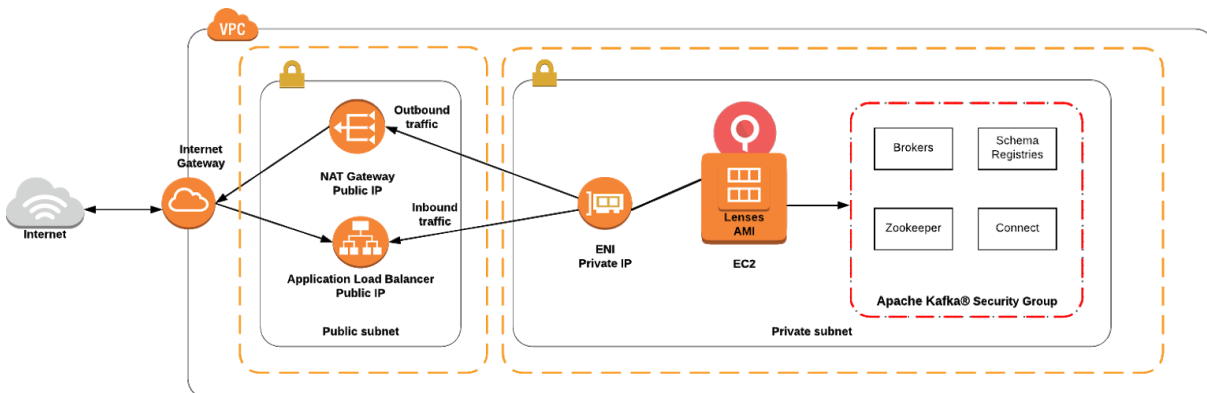 VPC
Internet
Internet
Gateway
Outbound
traffic
NAT Gateway
Public IP
Inbound
traffic
Application Load Balancer
Public IP
Public subnet
ENI
Private IP
Lenses
AMI
EC2
Brokers
Schema
Registries
Zookeeper
Connect
Apache Kafka® Security Group
Private subnet